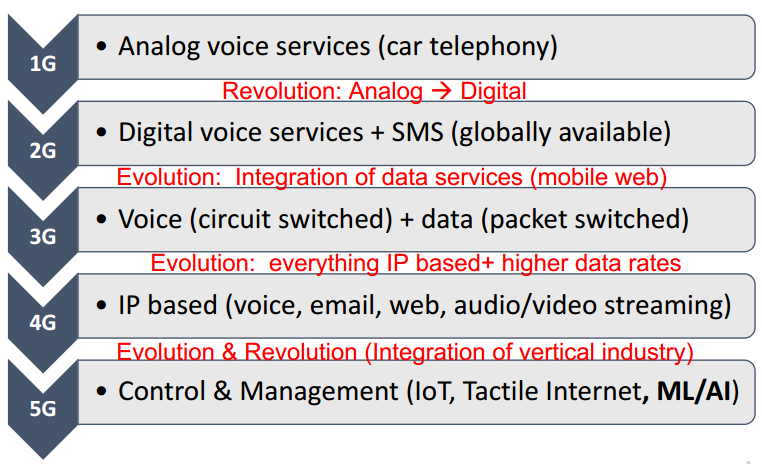 1G
• Analog voice services (car telephony)
Revolution: Analog → Digital
2G
• Digital voice services + SMS (globally available)
Evolution: Integration of data services (mobile web)
3G
• Voice (circuit switched) + data (packet switched)
Evolution: everything IP based+ higher data rates
4G
• IP based (voice, email, web, audio/video streaming)
Evolution & Revolution (Integration of vertical industry)
5G
• Control & Management (IoT, Tactile Internet, ML/AI)